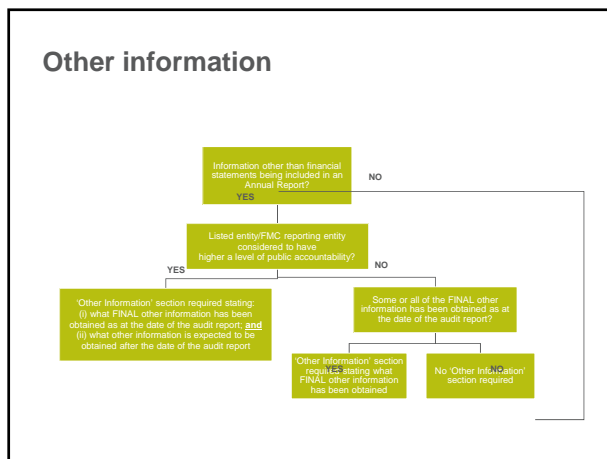 Other information
Information other than financial
statements being included in an
Annual Report?
NO
YES
Listed entity/FMC reporting entity
considered to have
higher a level of public accountability?
YES
NO
'Other Information' section required stating:
(i) what FINAL other information has been
obtained as at the date of the audit report; and
(ii) what other information is expected to be
obtained after the date of the audit report
Some or all of the FINAL other
information has been obtained as at
the date of the audit report?
'Other Information' section
required stating what
FINAL other information
has been obtained
YES
No 'Other Information'
section required
NO